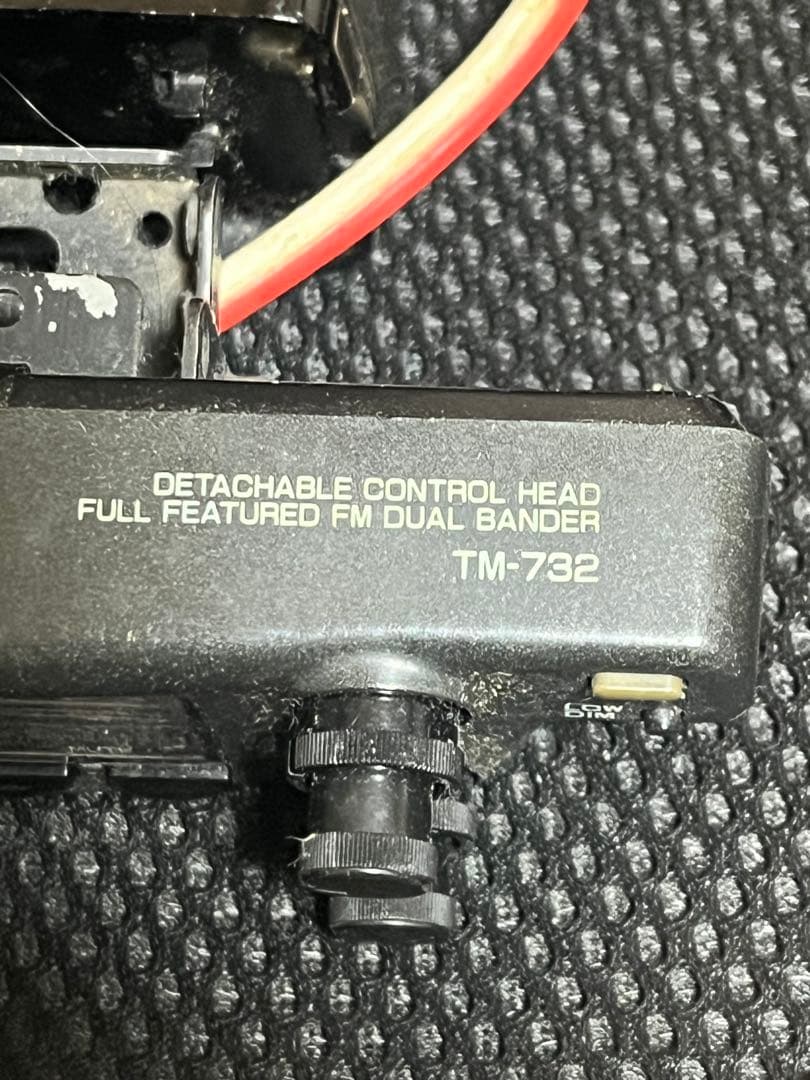 DETACHABLE CONTROL HEAD
FULL FEATURED FM DUAL BANDER
TM-732
LOW
DIM